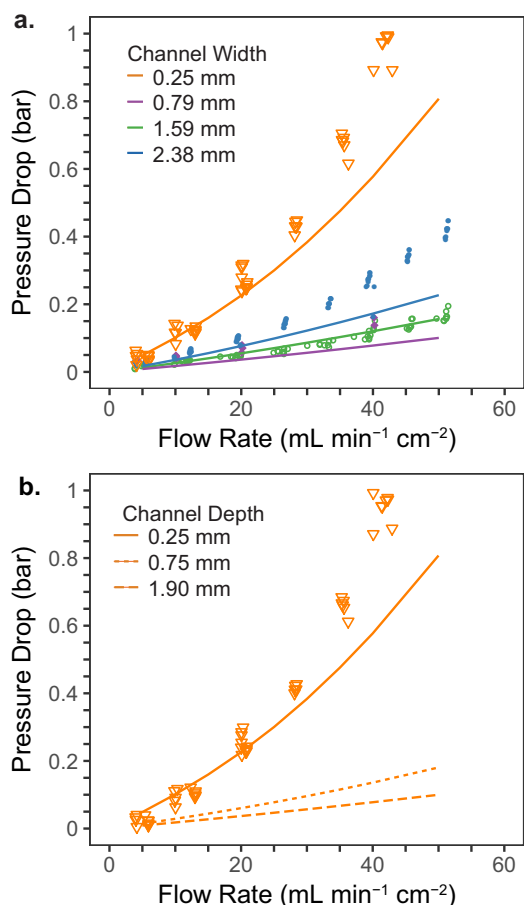 a.
Channel Width
0.25 mm
0.79 mm
1.59 mm
2.38 mm
Pressure Drop (bar)
1
0.8
0.6
0.4
0.2
0
0 20 40 60
Flow Rate (mL min⁻¹ cm⁻²)
b.
Channel Depth
0.25 mm
0.75 mm
1.90 mm
Pressure Drop (bar)
1
0.8
0.6
0.4
0.2
0
0 20 40 60
Flow Rate (mL min⁻¹ cm⁻²)